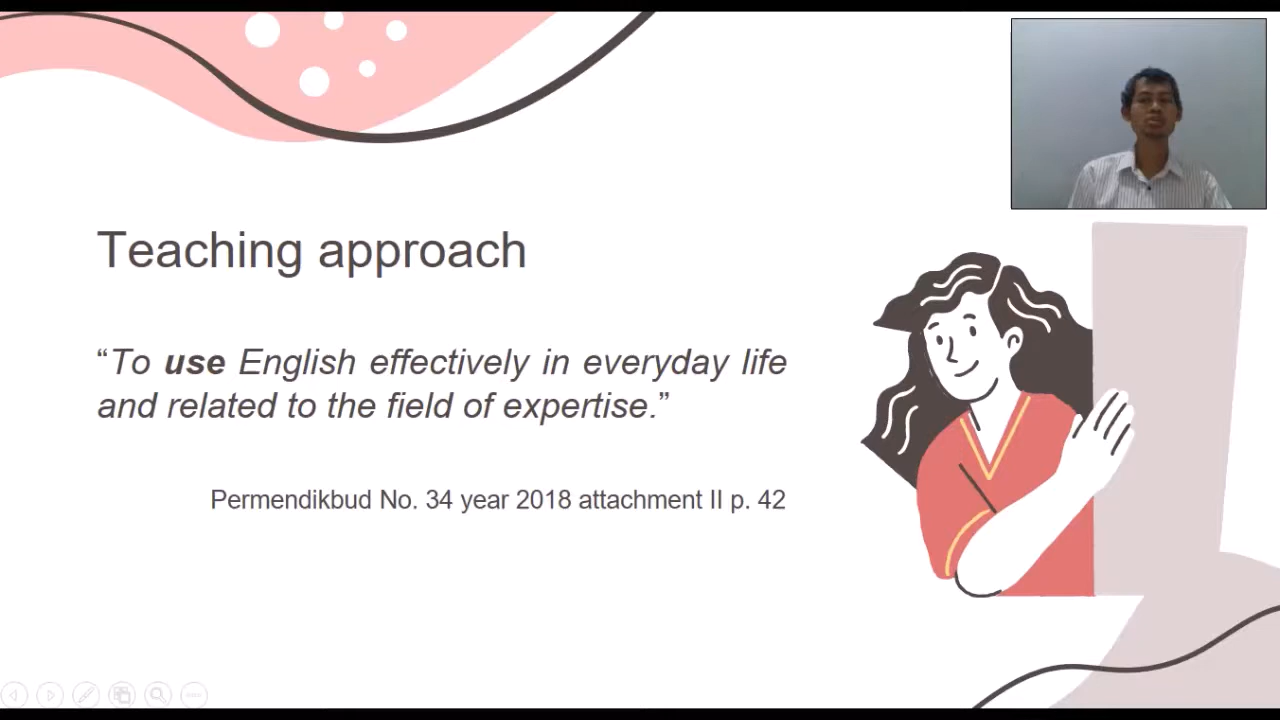 Teaching approach
“To use English effectively in everyday life
and related to the field of expertise.”
Permendikbud No. 34 year 2018 attachment II p. 42